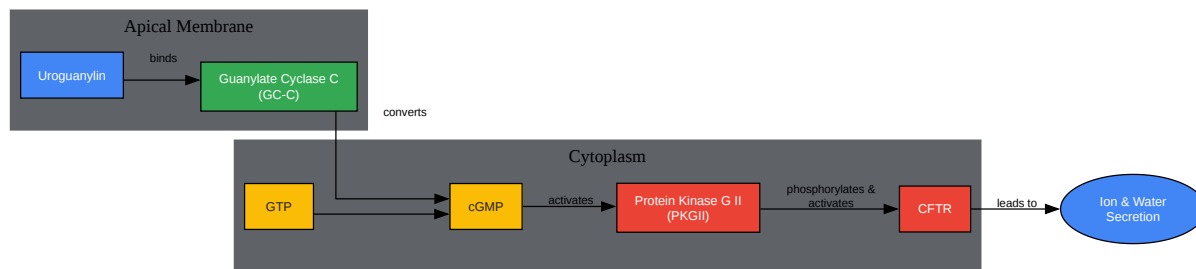 Apical Membrane
Uroguanylin
binds
Guanylate Cyclase C
(GC-C)
converts
Cytoplasm
GTP
cGMP
activates
Protein Kinase G II
(PKGII)
phosphorylates &
activates
CFTR
leads to
Ion & Water
Secretion